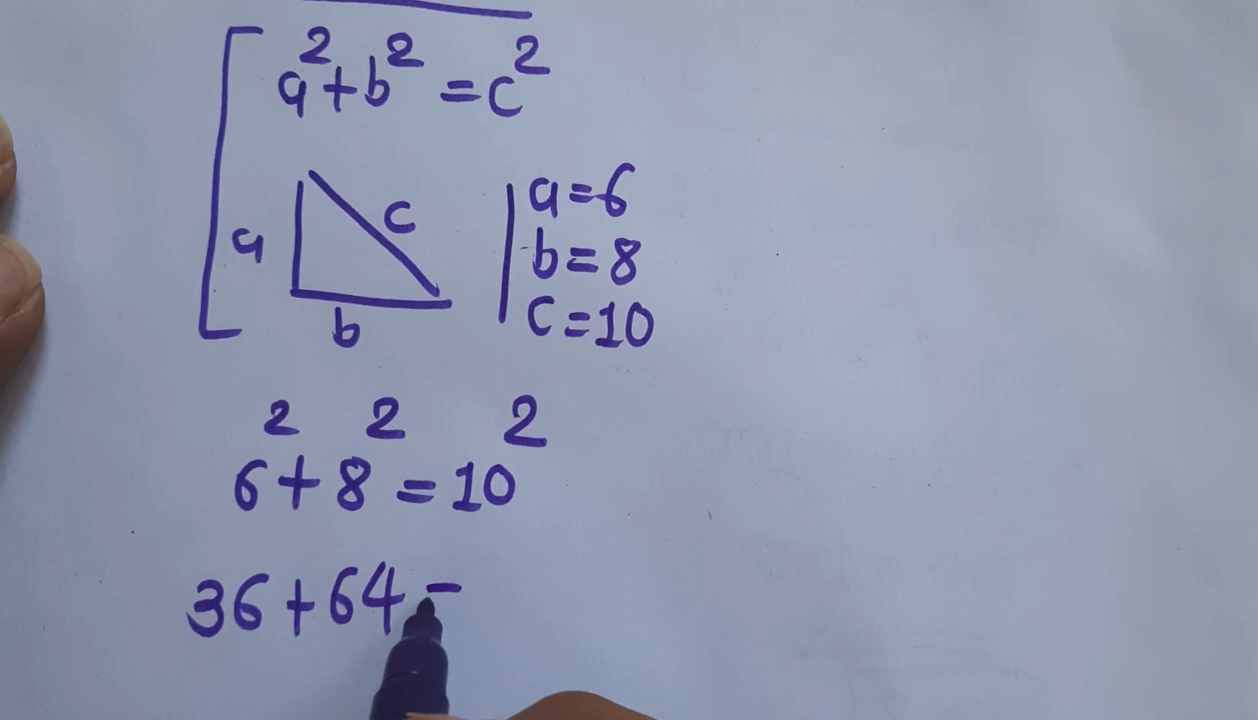 a²+b²=c²
a
c
b
a=6
b=8
c=10
6²+8²=10²
36+64=